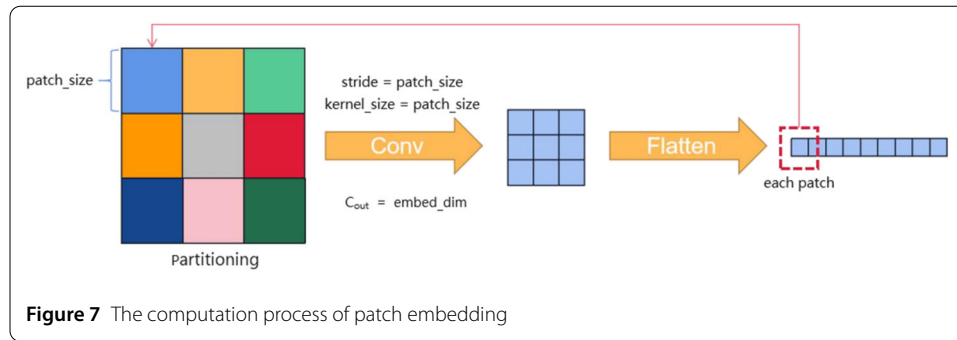 patch_size
stride = patch_size
kernel_size = patch_size
Conv
Cout = embed_dim
Partitioning
Flatten
each patch
Figure 7 The computation process of patch embedding